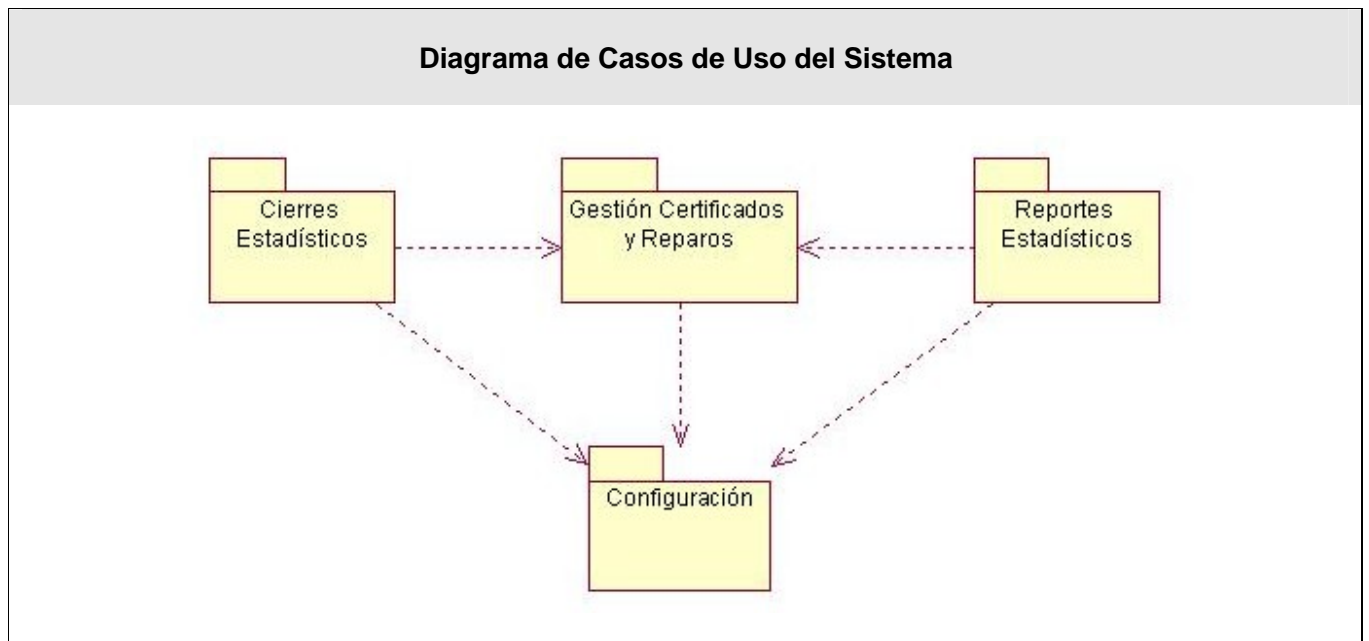 Diagrama de Casos de Uso del Sistema
Cierres
Estadísticos
Gestión Certificados
y Reparos
Reportes
Estadísticos
Configuración